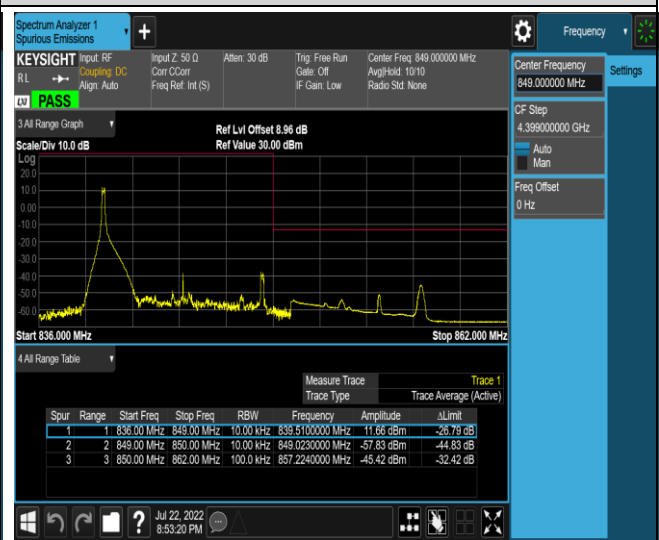 Spectrum Analyzer 1
Spurious Emissions
+
Frequency
KEYSIGHT Input: RF
RL
Coupling: DC
Align: Auto
Input Z: 50 Ω
Corr CCorr
Freq Ref: Int (S)
Atten: 30 dB
Trig: Free Run
Gate: Off
IF Gain: Low
Center Freq: 849.000000 MHz
Avg|Hold: 10/10
Radio Std: None
LXI PASS
Center Frequency
849.000000 MHz
Settings
CF Step
4.399000000 GHz
Auto
Man
Freq Offset
0 Hz
3 All Range Graph
Scale/Div 10.0 dB
Ref Lvl Offset 8.96 dB
Ref Value 30.00 dBm
Log
20.0
10.0
0.00
-10.0
-20.0
-30.0
-40.0
-50.0
-60.0
Start 836.000 MHz Stop 862.000 MHz
4 All Range Table
Measure Trace Trace 1
Trace Type Trace Average (Active)
Spur Range Start Freq Stop Freq RBW Frequency Amplitude ΔLimit
1 1 836.00 MHz 849.00 MHz 10.00 kHz 839.5100000 MHz 11.66 dBm -26.79 dB
2 2 849.00 MHz 850.00 MHz 10.00 kHz 849.0230000 MHz -57.83 dBm -44.83 dB
3 3 850.00 MHz 862.00 MHz 100.0 kHz 857.2240000 MHz -45.42 dBm -32.42 dB
?
Jul 22, 2022
8:53:20 PM